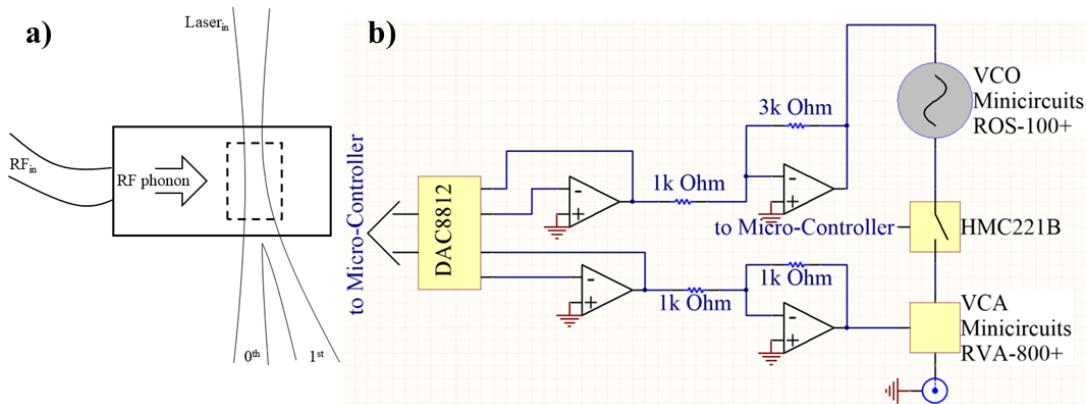 a)
Laser_in
RF_in
RF phonon
0th
1st
b)
to Micro-Controller
DAC8812
-
+
1k Ohm
3k Ohm
-
+
-
+
1k Ohm
1k Ohm
-
+
VCO
Minicircuits
ROS-100+
to Micro-Controller
HMC221B
VCA
Minicircuits
RVA-800+